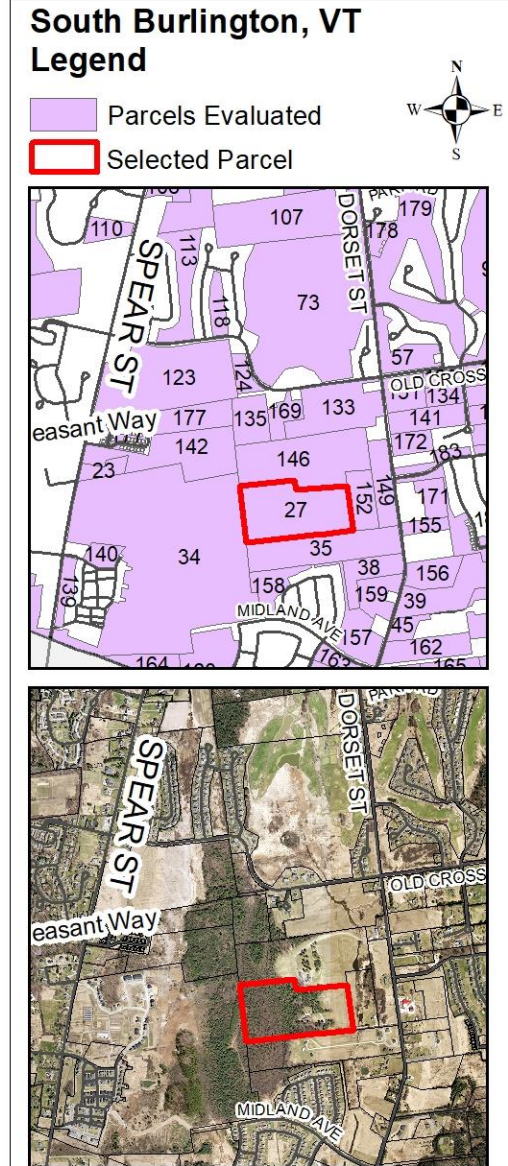 South Burlington, VT
Legend
N
W E
S
Parcels Evaluated
Selected Parcel
110
107
179
178
113
SPEAR ST
DORSET ST
118
73
57
123
124
OLD CROSS
134
177
135
169
133
141
easant Way
142
172
146
183
23
149
152
171
27
155
34
35
140
38
156
158
139
159
39
MIDLAND AVE
45
157
162
164
165
DORSET ST
SPEAR ST
OLD CROSS
easant Way
MIDLAND AVE